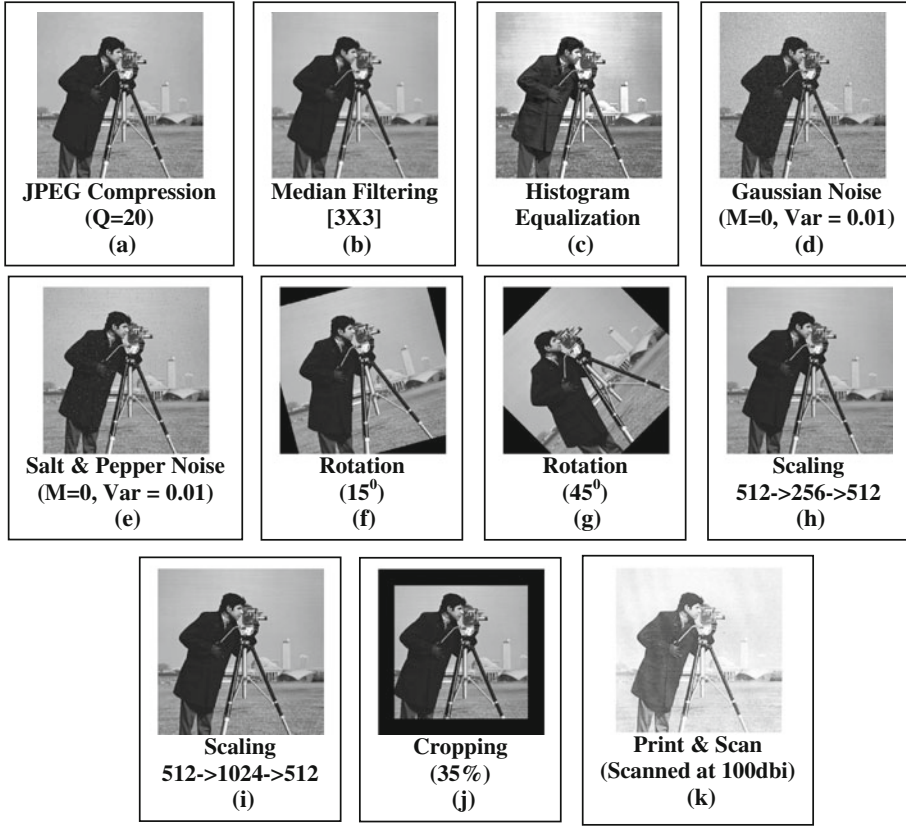 JPEG Compression
(Q=20)
(a)
Median Filtering
[3X3]
(b)
Histogram
Equalization
(c)
Gaussian Noise
(M=0, Var = 0.01)
(d)
Salt & Pepper Noise
(M=0, Var = 0.01)
(e)
Rotation
(15⁰)
(f)
Rotation
(45⁰)
(g)
Scaling
512->256->512
(h)
Scaling
512->1024->512
(i)
Cropping
(35%)
(j)
Print & Scan
(Scanned at 100dbi)
(k)